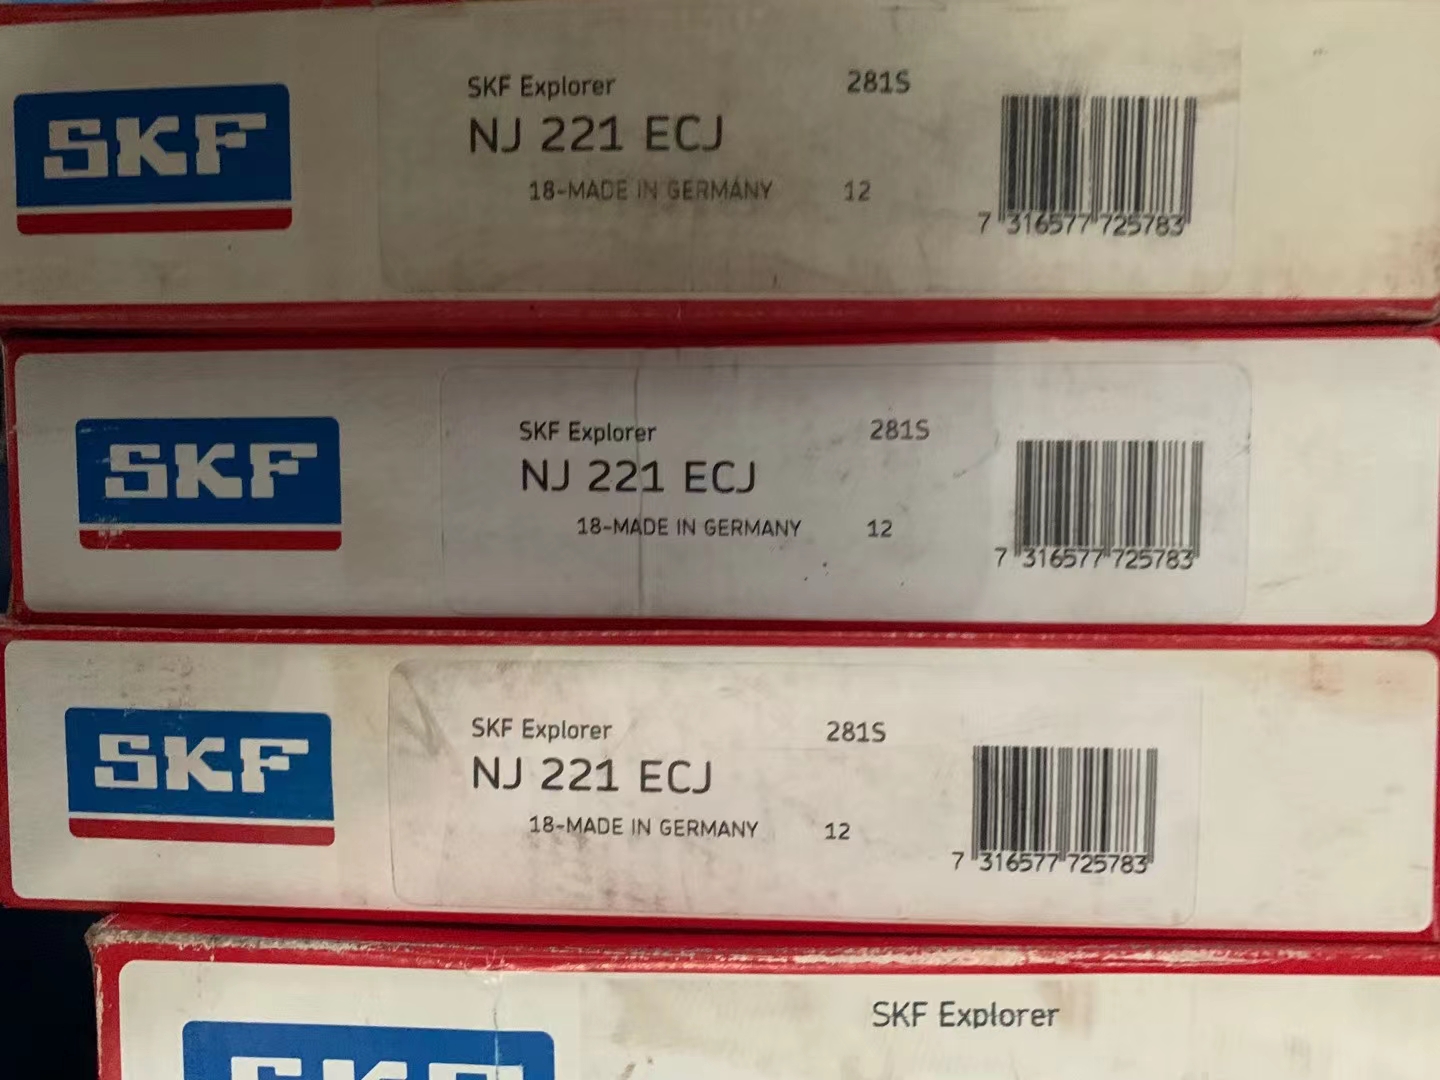 SKF
SKF Explorer 281S
NJ 221 ECJ
18-MADE IN GERMANY 12
7 316577 725783
SKF
SKF Explorer 281S
NJ 221 ECJ
18-MADE IN GERMANY 12
7 316577 725783
SKF
SKF Explorer 281S
NJ 221 ECJ
18-MADE IN GERMANY 12
7 316577 725783
SKF Explorer
SKF